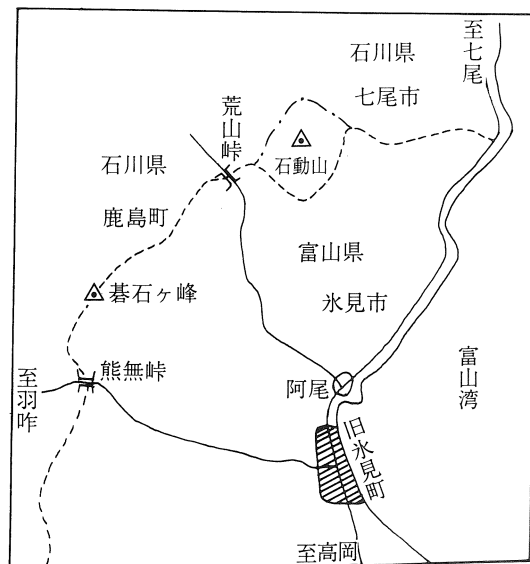 至七尾
石川県
七尾市
荒山峠
石動山
石川県
鹿島町
富山県
氷見市
碁石ヶ峰
熊無峠
至羽咋
阿尾
富山湾
旧氷見町
至高岡